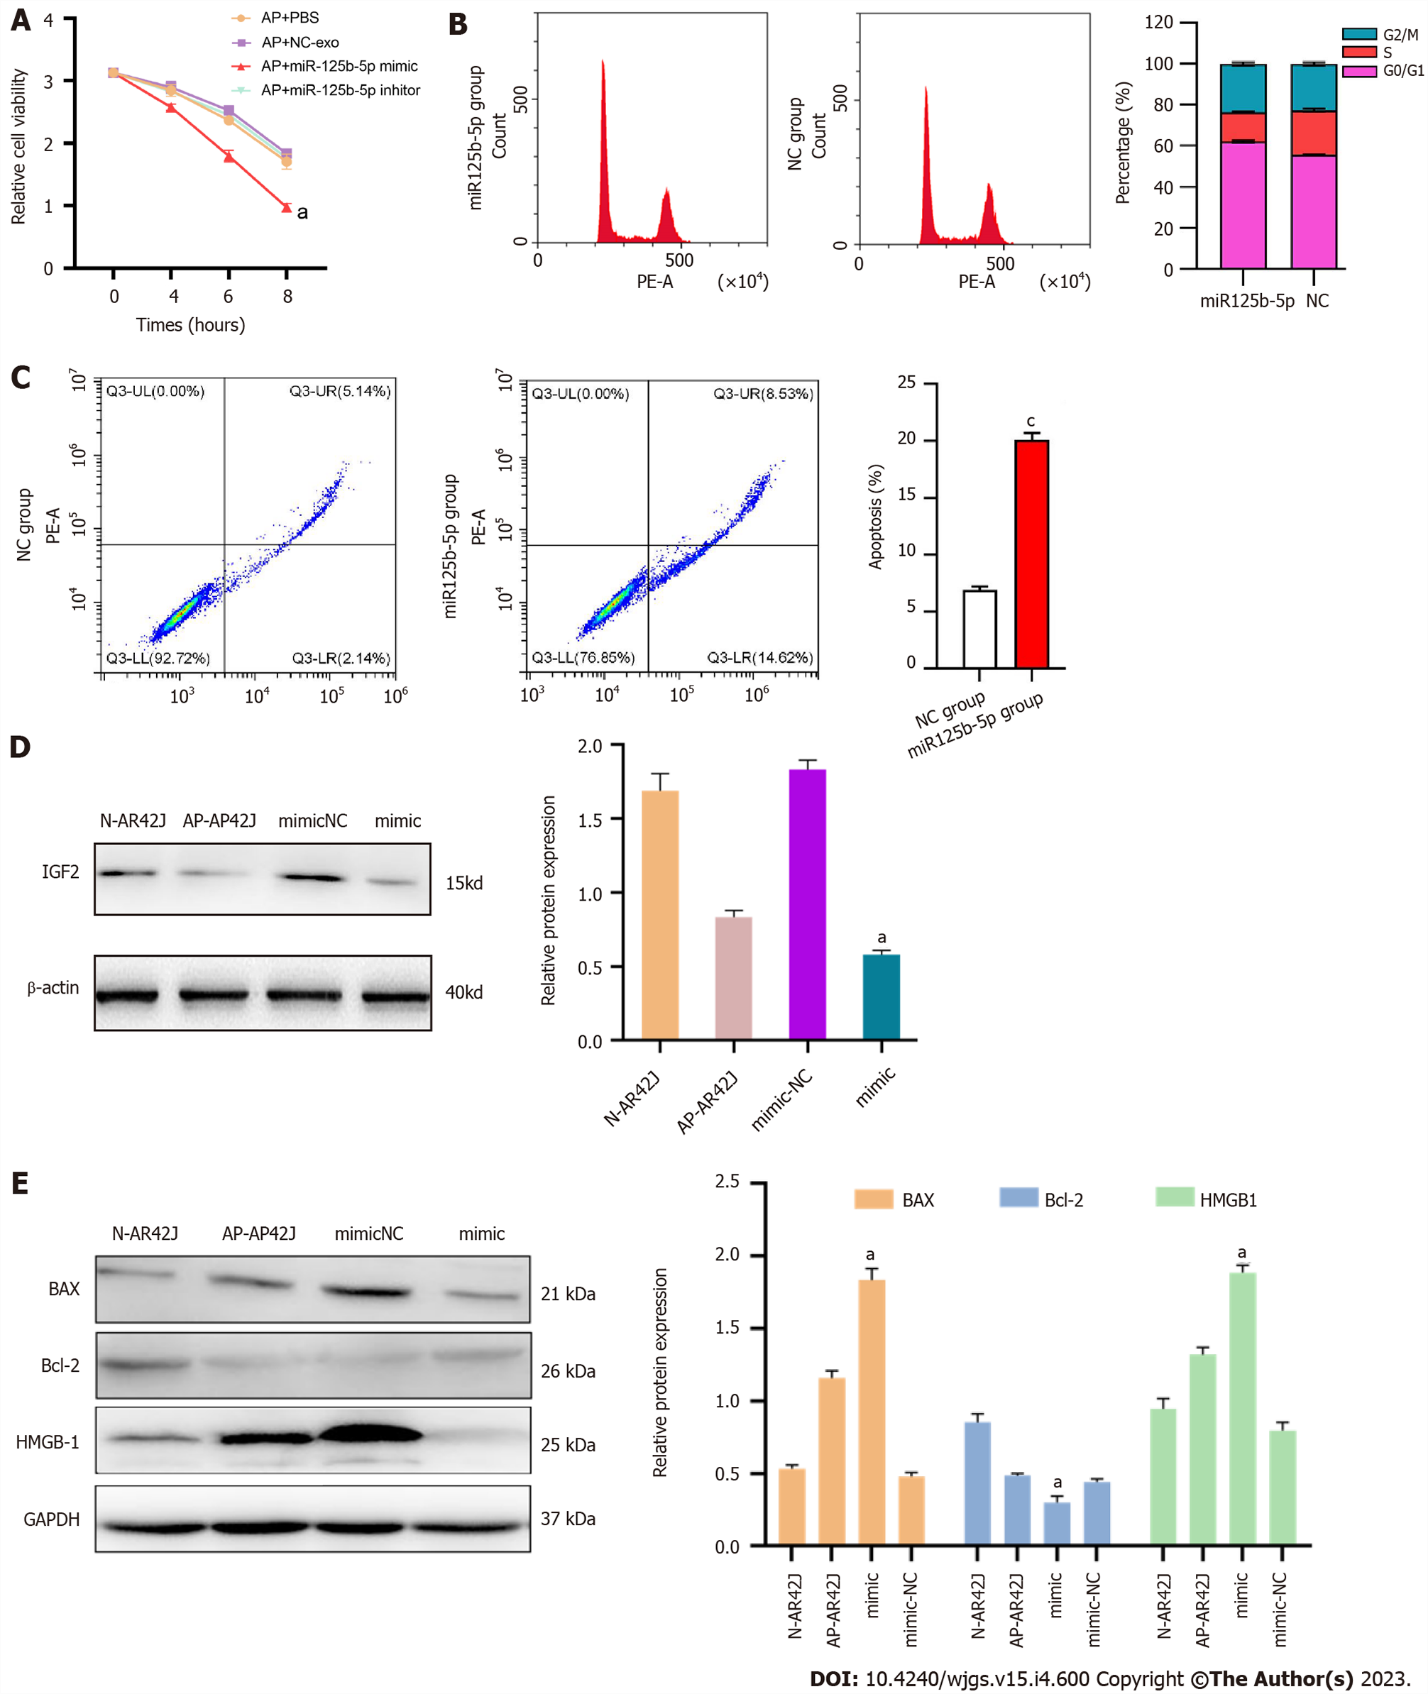 A
4
3
2
1
0
Relative cell viability
0 4 6 8
Times (hours)
AP+PBS
AP+NC-exo
AP+miR-125b-5p mimic
AP+miR-125b-5p inhitor
a
B
miR125b-5p group
Count
500
0
0 500
PE-A (×10⁴)
NC group
Count
500
0
0 500
PE-A (×10⁴)
Percentage (%)
120
100
80
60
40
20
0
miR125b-5p NC
G2/M
S
G0/G1
C
NC group
PE-A
10⁷
10⁶
10⁵
10⁴
Q3-UL(0.00%) Q3-UR(5.14%)
Q3-LL(92.72%) Q3-LR(2.14%)
10³ 10⁴ 10⁵ 10⁶
miR125b-5p group
PE-A
10⁷
10⁶
10⁵
10⁴
Q3-UL(0.00%) Q3-UR(8.53%)
Q3-LL(76.85%) Q3-LR(14.62%)
10³ 10⁴ 10⁵ 10⁶
Apoptosis (%)
25
20
15
10
5
0
c
NC group
miR125b-5p group
D
N-AR42J AP-AP42J mimicNC mimic
IGF2 15kd
β-actin 40kd
Relative protein expression
2.0
1.5
1.0
0.5
0.0
a
N-AR42J
AP-AR42J
mimic-NC
mimic
E
N-AR42J AP-AP42J mimicNC mimic
BAX 21 kDa
Bcl-2 26 kDa
HMGB-1 25 kDa
GAPDH 37 kDa
Relative protein expression
2.5
2.0
1.5
1.0
0.5
0.0
BAX Bcl-2 HMGB1
a
a
a
N-AR42J
AP-AR42J
mimic
mimic-NC
N-AR42J
AP-AR42J
mimic
mimic-NC
N-AR42J
AP-AR42J
mimic
mimic-NC
DOI: 10.4240/wjgs.v15.i4.600 Copyright ©The Author(s) 2023.